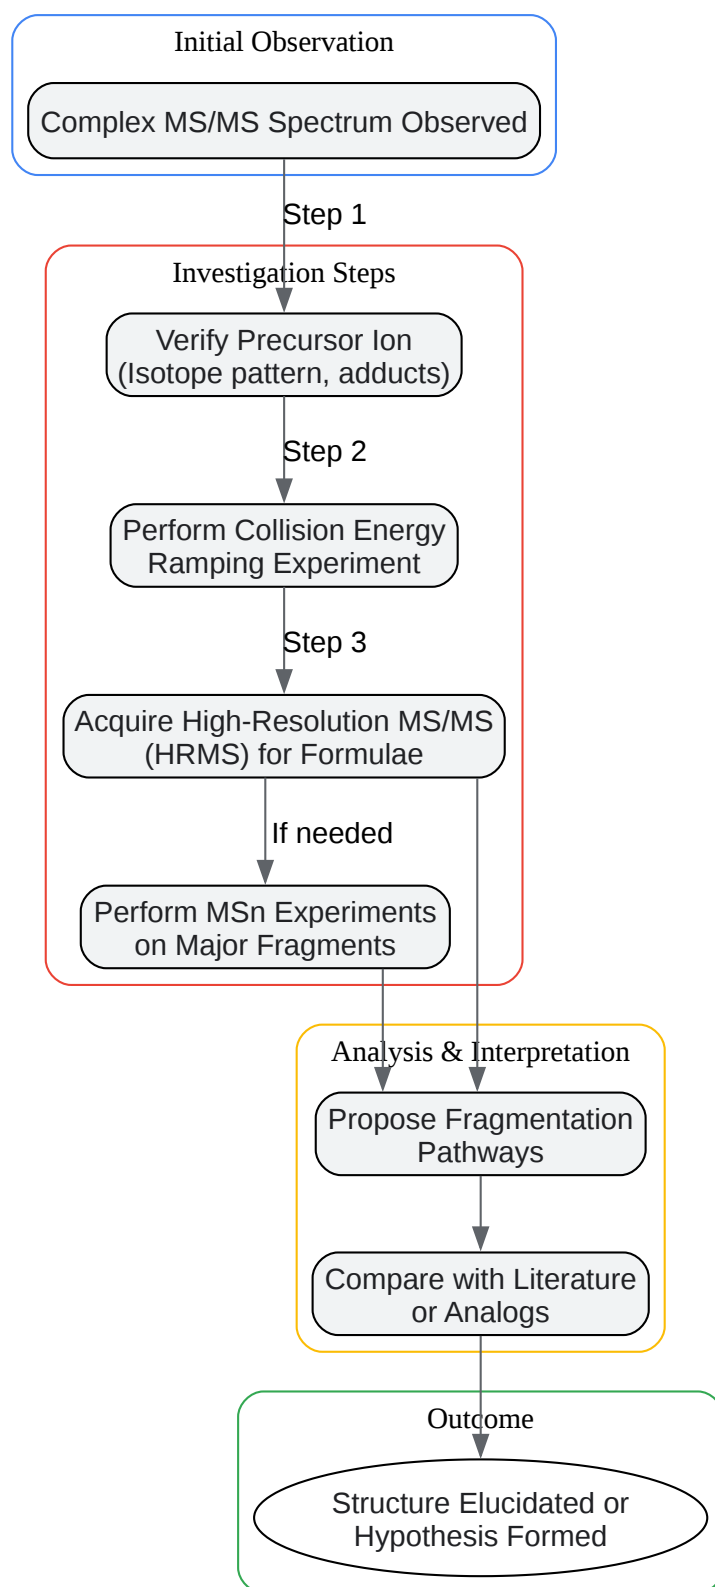 Initial Observation
Complex MS/MS Spectrum Observed
Step 1
Investigation Steps
Verify Precursor Ion
(Isotope pattern, adducts)
Step 2
Perform Collision Energy
Ramping Experiment
Step 3
Acquire High-Resolution MS/MS
(HRMS) for Formulae
If needed
Perform MSn Experiments
on Major Fragments
Analysis & Interpretation
Propose Fragmentation
Pathways
Compare with Literature
or Analogs
Outcome
Structure Elucidated or
Hypothesis Formed